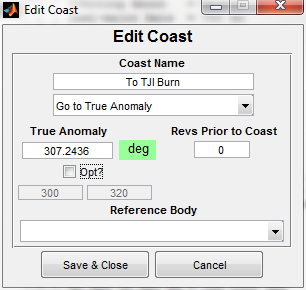 Edit Coast
Edit Coast
Coast Name
To TJI Burn
Go to True Anomaly
True Anomaly
Revs Prior to Coast
307.2436
deg
0
Opt?
300
320
Reference Body
Save & Close
Cancel